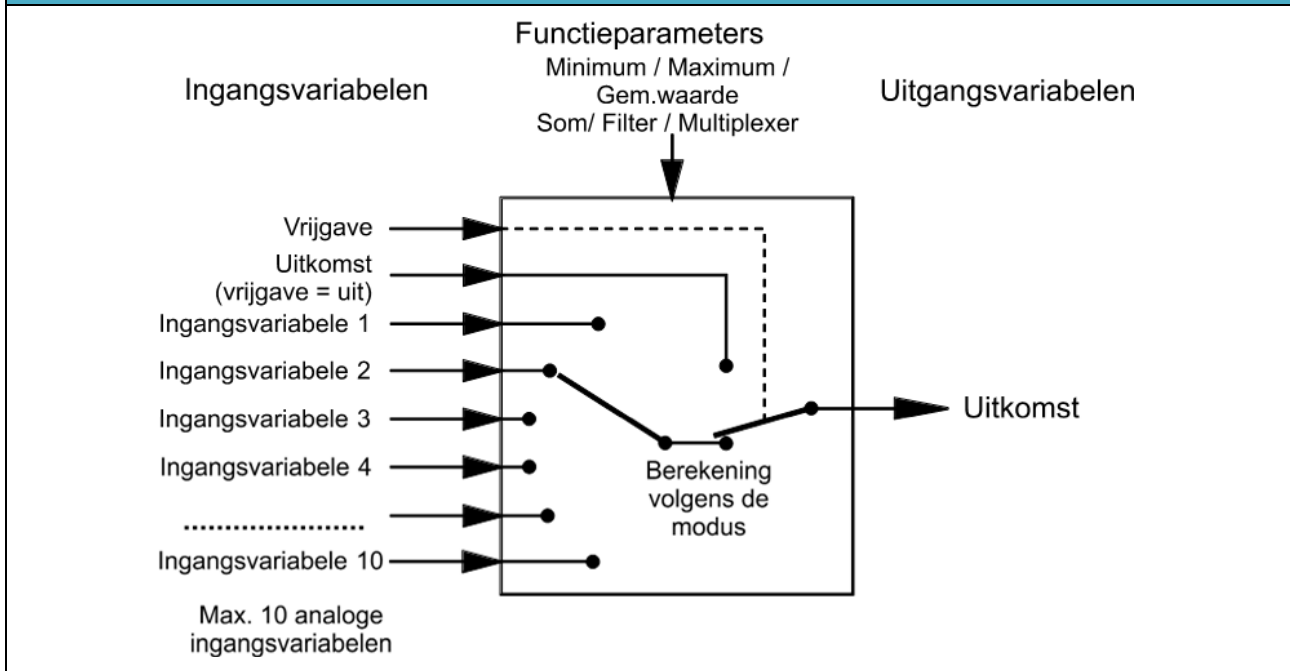 Functieparameters
Minimum / Maximum /
Gem.waarde
Som/ Filter / Multiplexer
Ingangsvariabelen
Uitgangsvariabelen
Vrijgave
Uitkomst
(vrijgave = uit)
Ingangsvariabele 1
Ingangsvariabele 2
Ingangsvariabele 3
Ingangsvariabele 4
....................
Ingangsvariabele 10
Max. 10 analoge
ingangsvariabelen
Berekening
volgens de
modus
Uitkomst